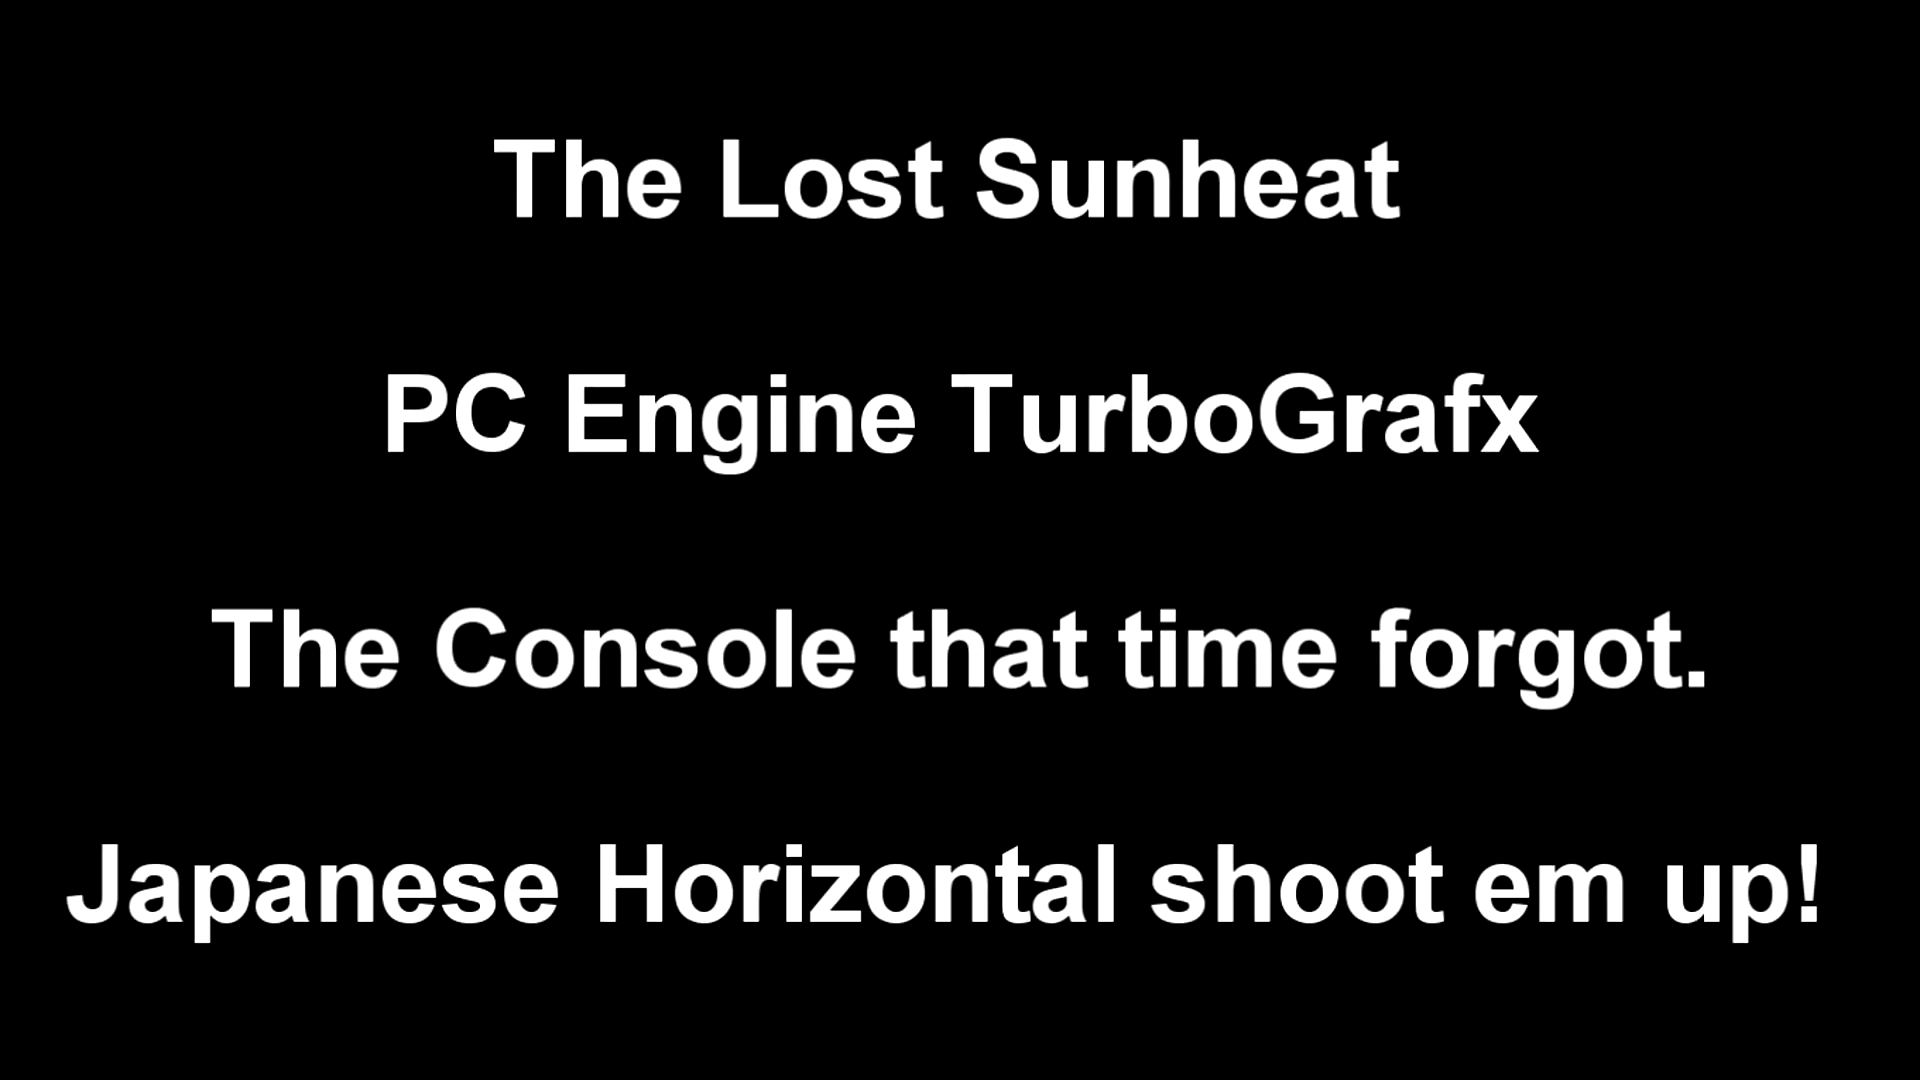 The Lost Sunheat
PC Engine TurboGrafx
The Console that time forgot.
Japanese Horizontal shoot em up!